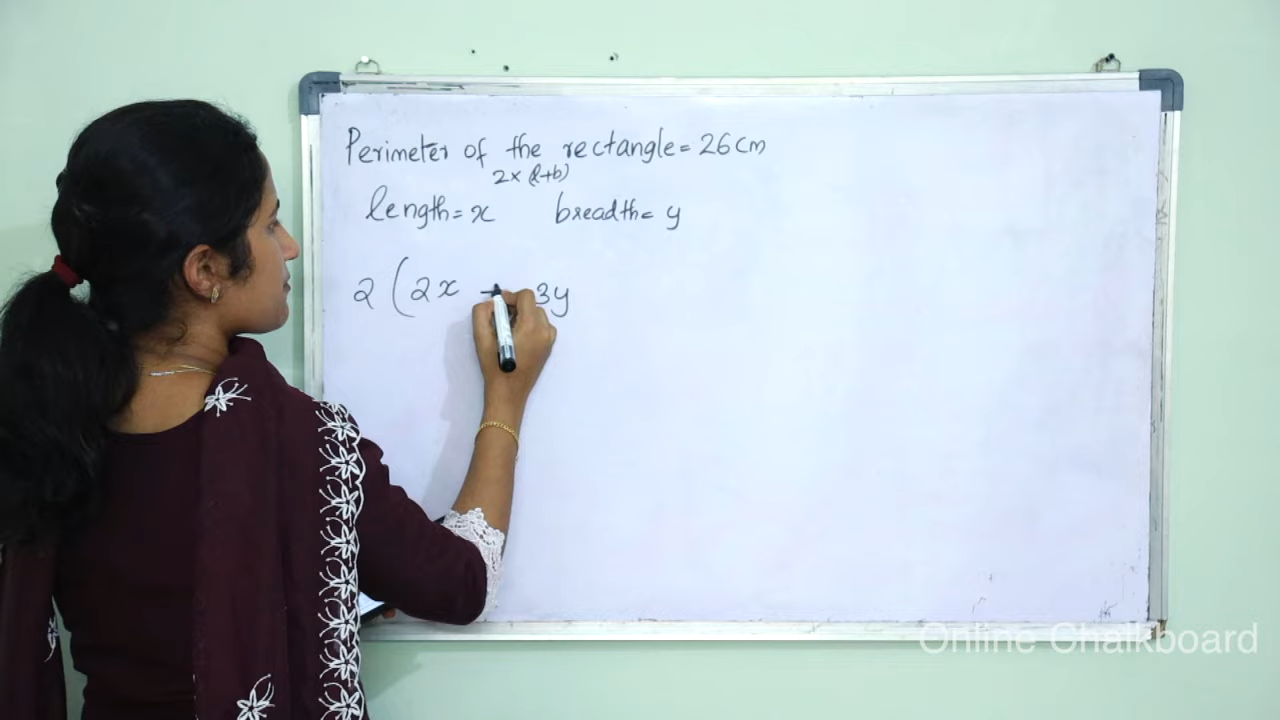 Perimeter of the rectangle = 26 cm
2 × (l+b)
length = x breadth = y
2 ( 2x + 3y
Online Chalkboard